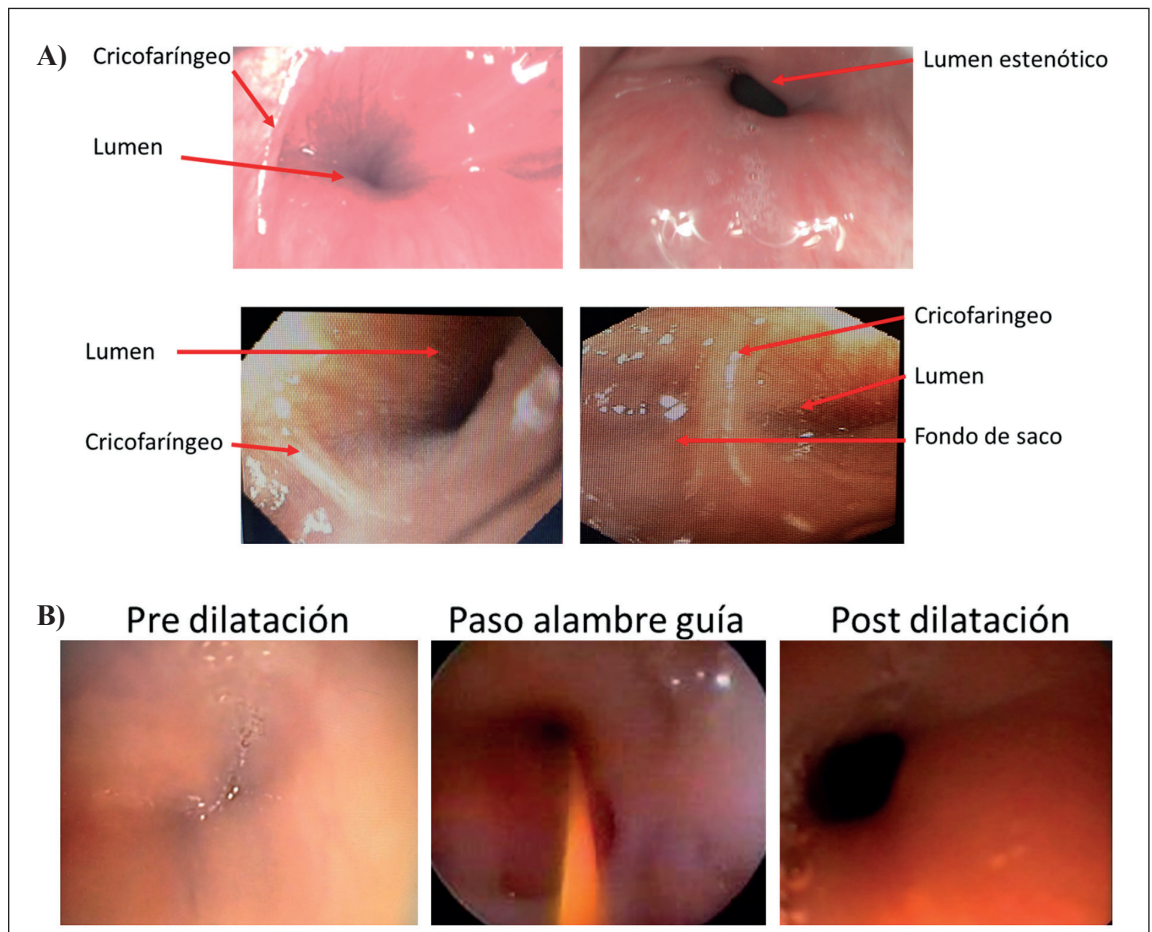 A)
Cricofaríngeo
Lumen
Lumen estenótico
Lumen
Cricofaríngeo
Cricofaringeo
Lumen
Fondo de saco
B)
Pre dilatación
Paso alambre guía
Post dilatación